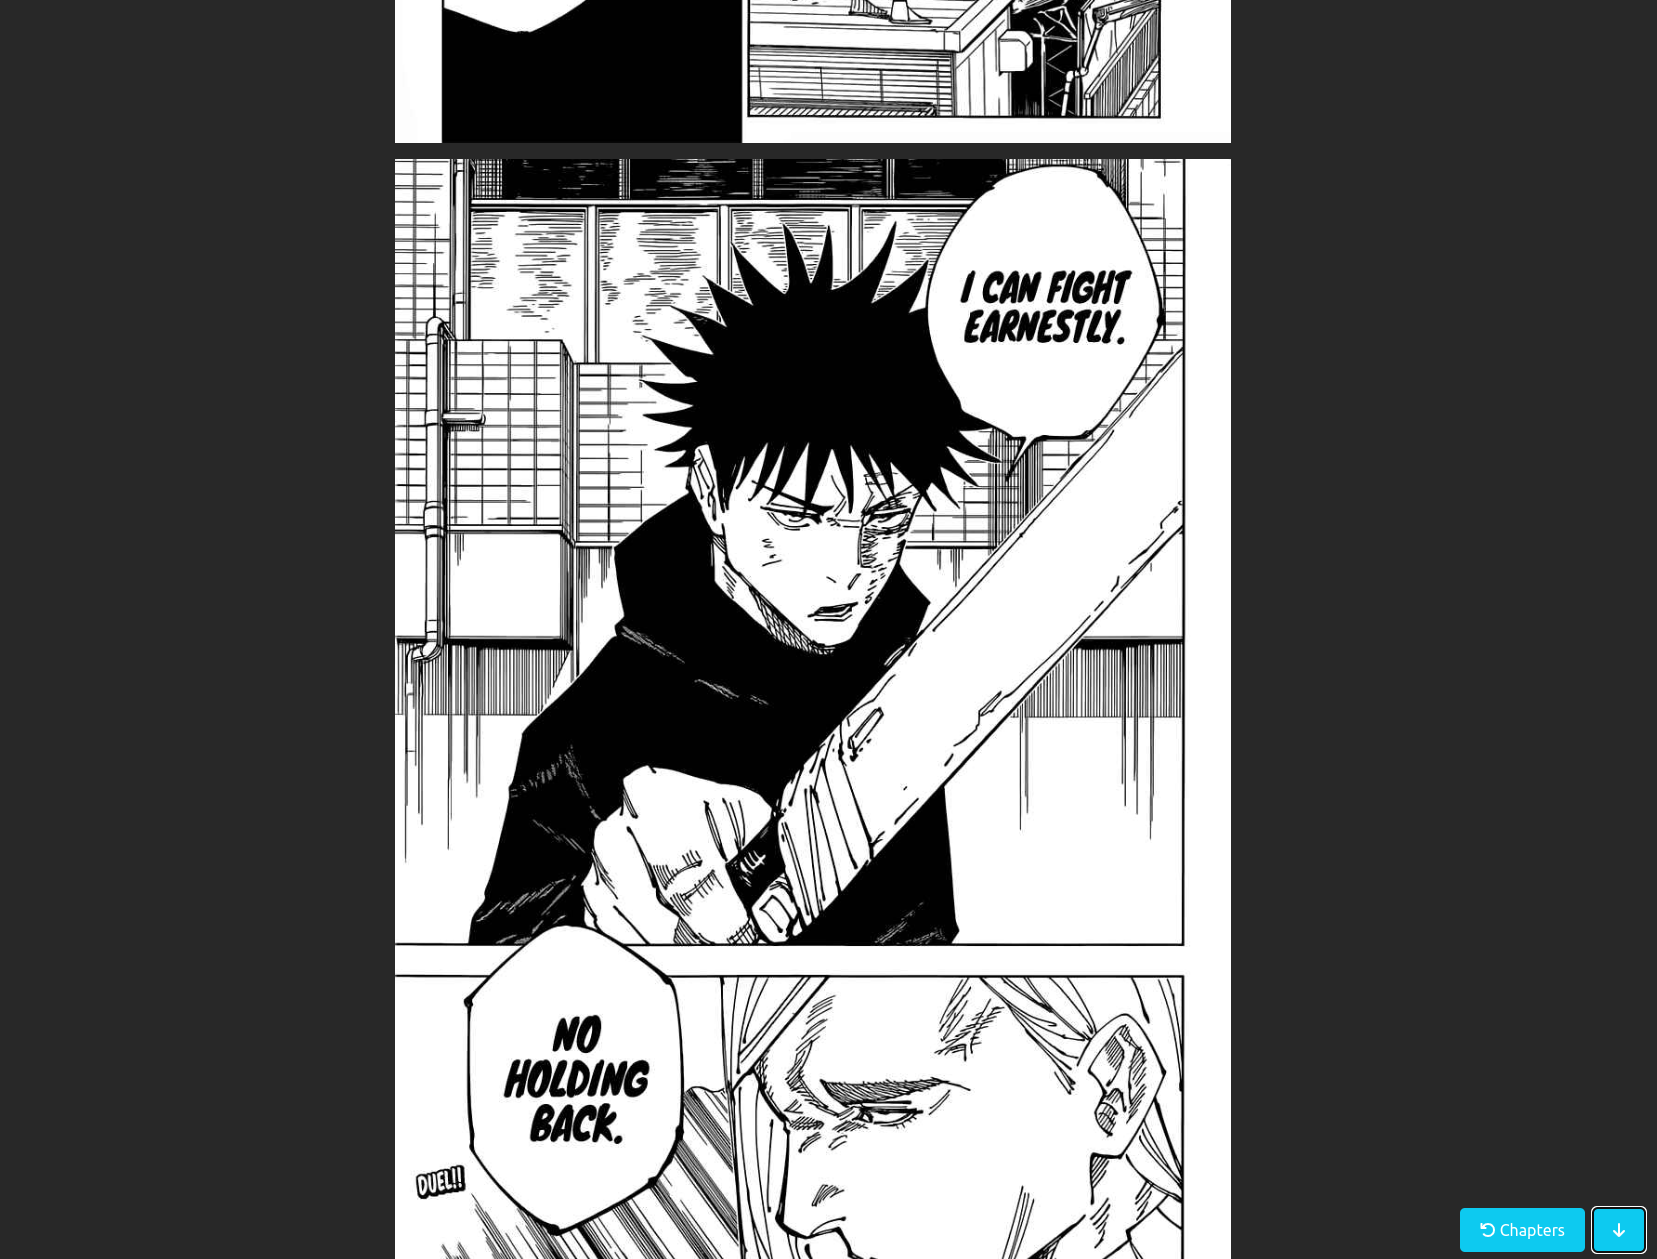 I CAN FIGHT
EARNESTLY.
NO
HOLDING
BACK.
DUEL!!
Chapters